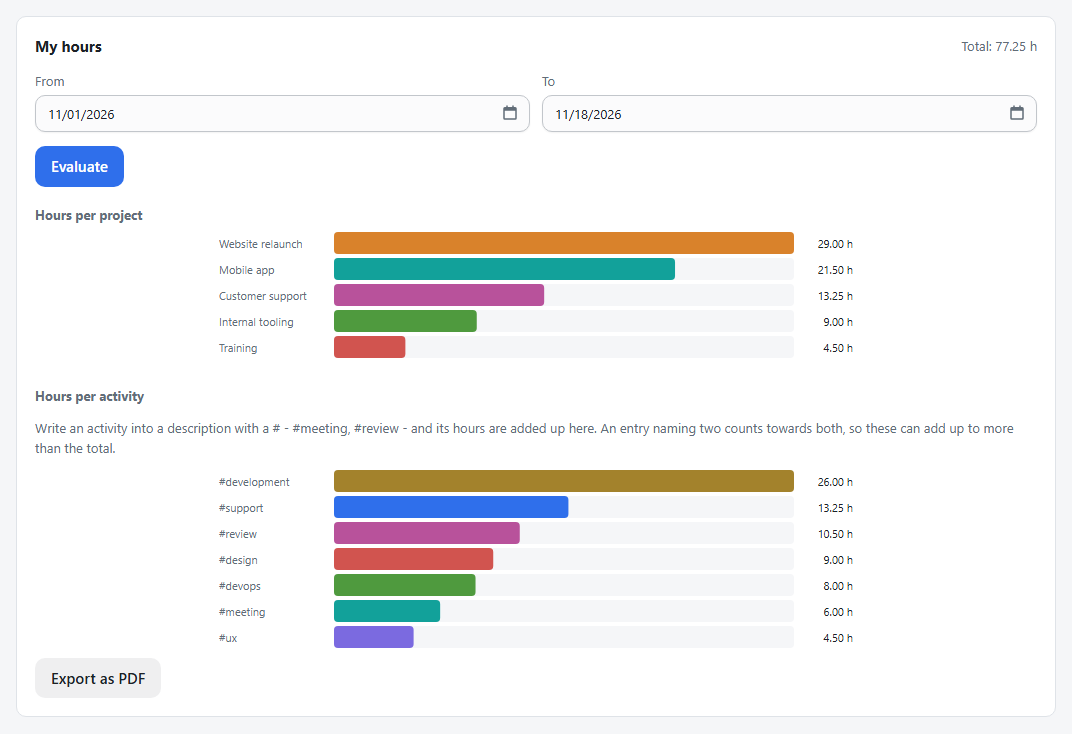 My hours
Total: 77.25 h
From
To
11/01/2026
11/18/2026
Evaluate
Hours per project
Website relaunch 29.00 h
Mobile app 21.50 h
Customer support 13.25 h
Internal tooling 9.00 h
Training 4.50 h
Hours per activity
Write an activity into a description with a # - #meeting, #review - and its hours are added up here. An entry naming two counts towards both, so these can add up to more
than the total.
#development 26.00 h
#support 13.25 h
#review 10.50 h
#design 9.00 h
#devops 8.00 h
#meeting 6.00 h
#ux 4.50 h
Export as PDF